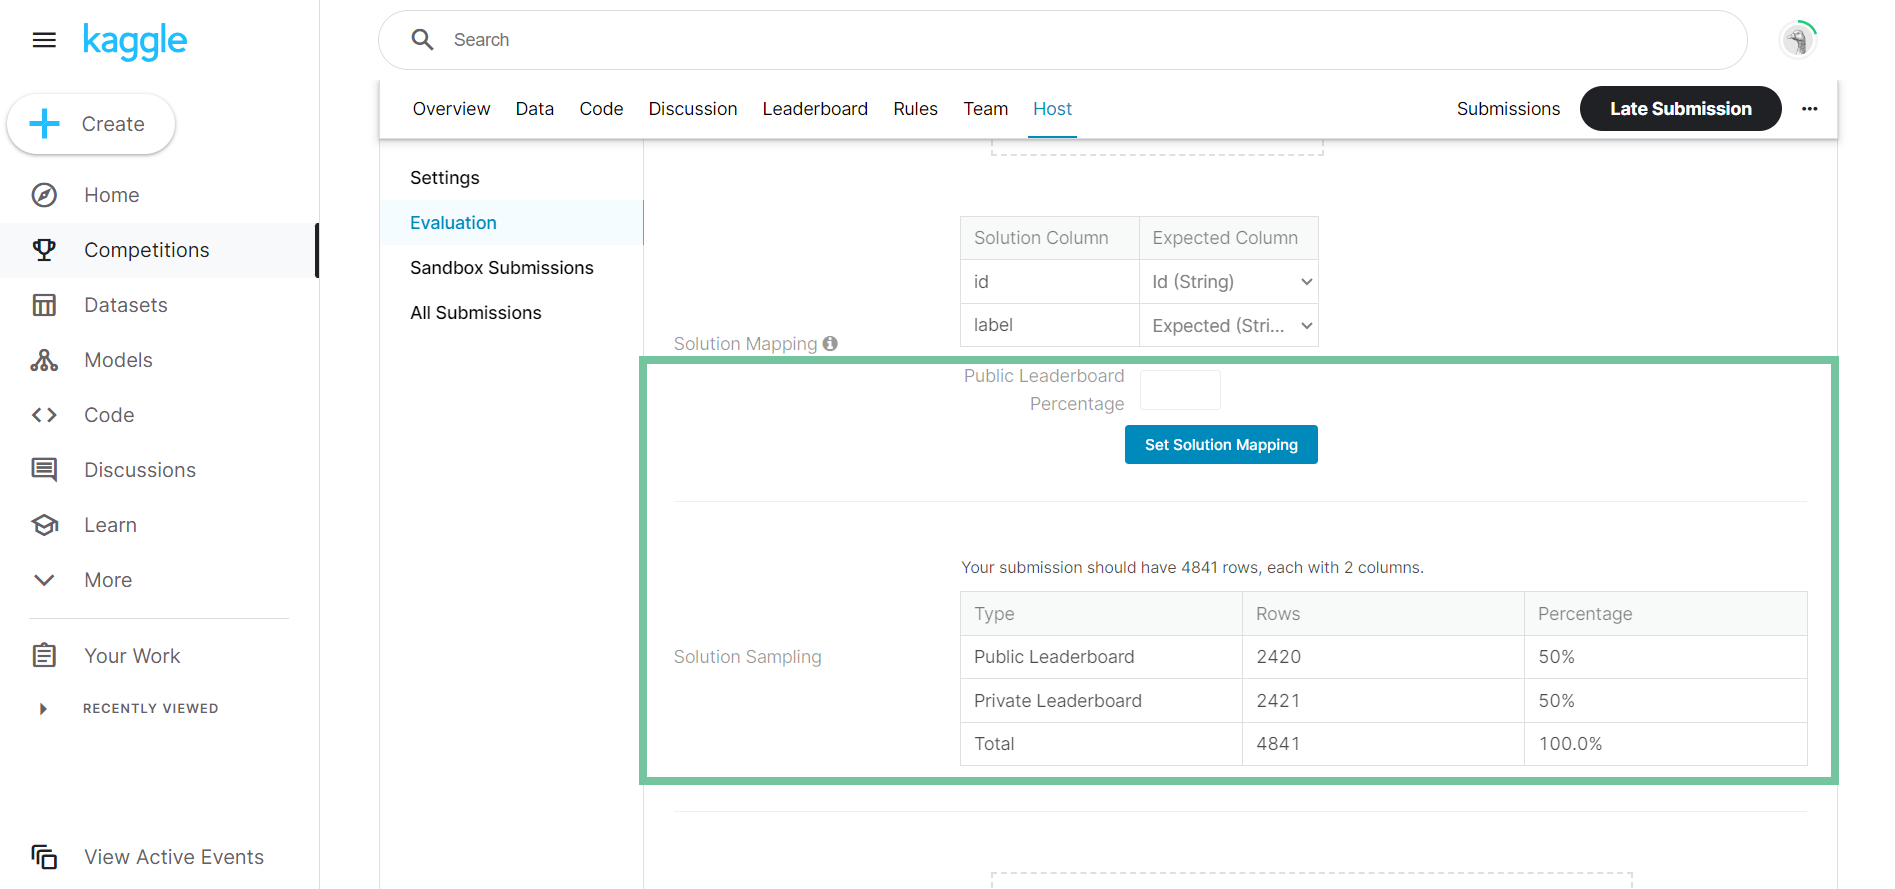 kaggle
Search
Create
Home
Competitions
Datasets
Models
Code
Discussions
Learn
More
Your Work
RECENTLY VIEWED
View Active Events
Overview Data Code Discussion Leaderboard Rules Team Host Submissions Late Submission
Settings
Evaluation
Sandbox Submissions
All Submissions
Solution Column Expected Column
id Id (String)
label Expected (Stri...
Solution Mapping
Public Leaderboard
Percentage
Set Solution Mapping
Your submission should have 4841 rows, each with 2 columns.
Solution Sampling
Type Rows Percentage
Public Leaderboard 2420 50%
Private Leaderboard 2421 50%
Total 4841 100.0%